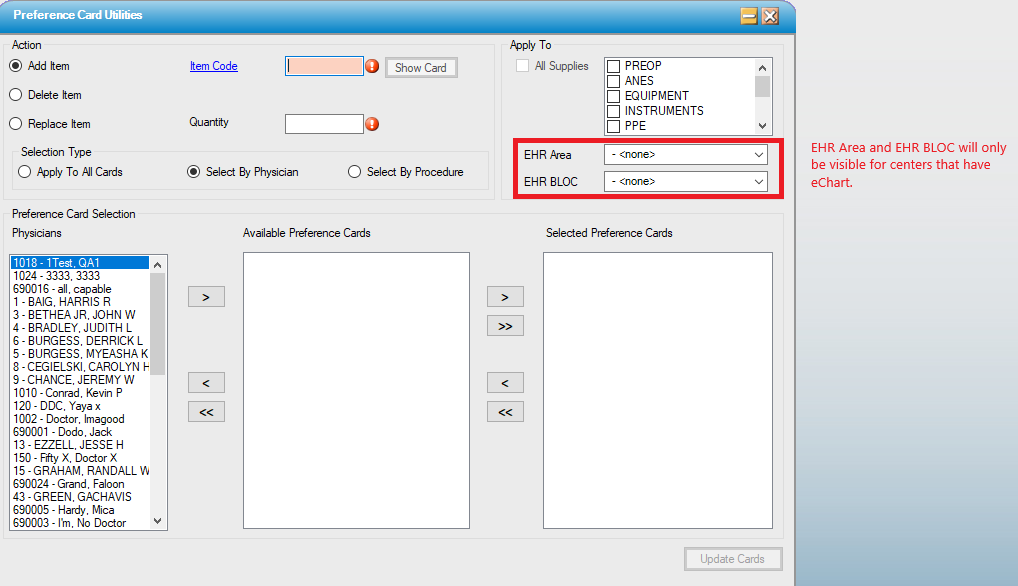 Preference Card Utilities
Action
Add Item
Item Code
Show Card
Delete Item
Replace Item
Quantity
Selection Type
Apply To All Cards
Select By Physician
Select By Procedure
Apply To
All Supplies
PREOP
ANES
EQUIPMENT
INSTRUMENTS
PPE
EHR Area
- <none>
EHR BLOC
- <none>
EHR Area and EHR BLOC will only
be visible for centers that have
eChart.
Preference Card Selection
Physicians
Available Preference Cards
Selected Preference Cards
1018 - 1Test, QA1
1024 - 3333, 3333
690016 - all, capable
1 - BAIG, HARRIS R
3 - BETHEA JR, JOHN W
4 - BRADLEY, JUDITH L
6 - BURGESS, DERRICK L
5 - BURGESS, MYEASHA K
8 - CEGIELSKI, CAROLYN H
9 - CHANCE, JEREMY W
1010 - Conrad, Kevin P
120 - DDC, Yaya x
1002 - Doctor, Imagood
690001 - Dodo, Jack
13 - EZZELL, JESSE H
150 - Fifty X, Doctor X
15 - GRAHAM, RANDALL W
690024 - Grand, Faloon
43 - GREEN, GACHAVIS
690005 - Hardy, Mica
690003 - I'm, No Doctor
>
<
<<
>
>>
<
<<
Update Cards